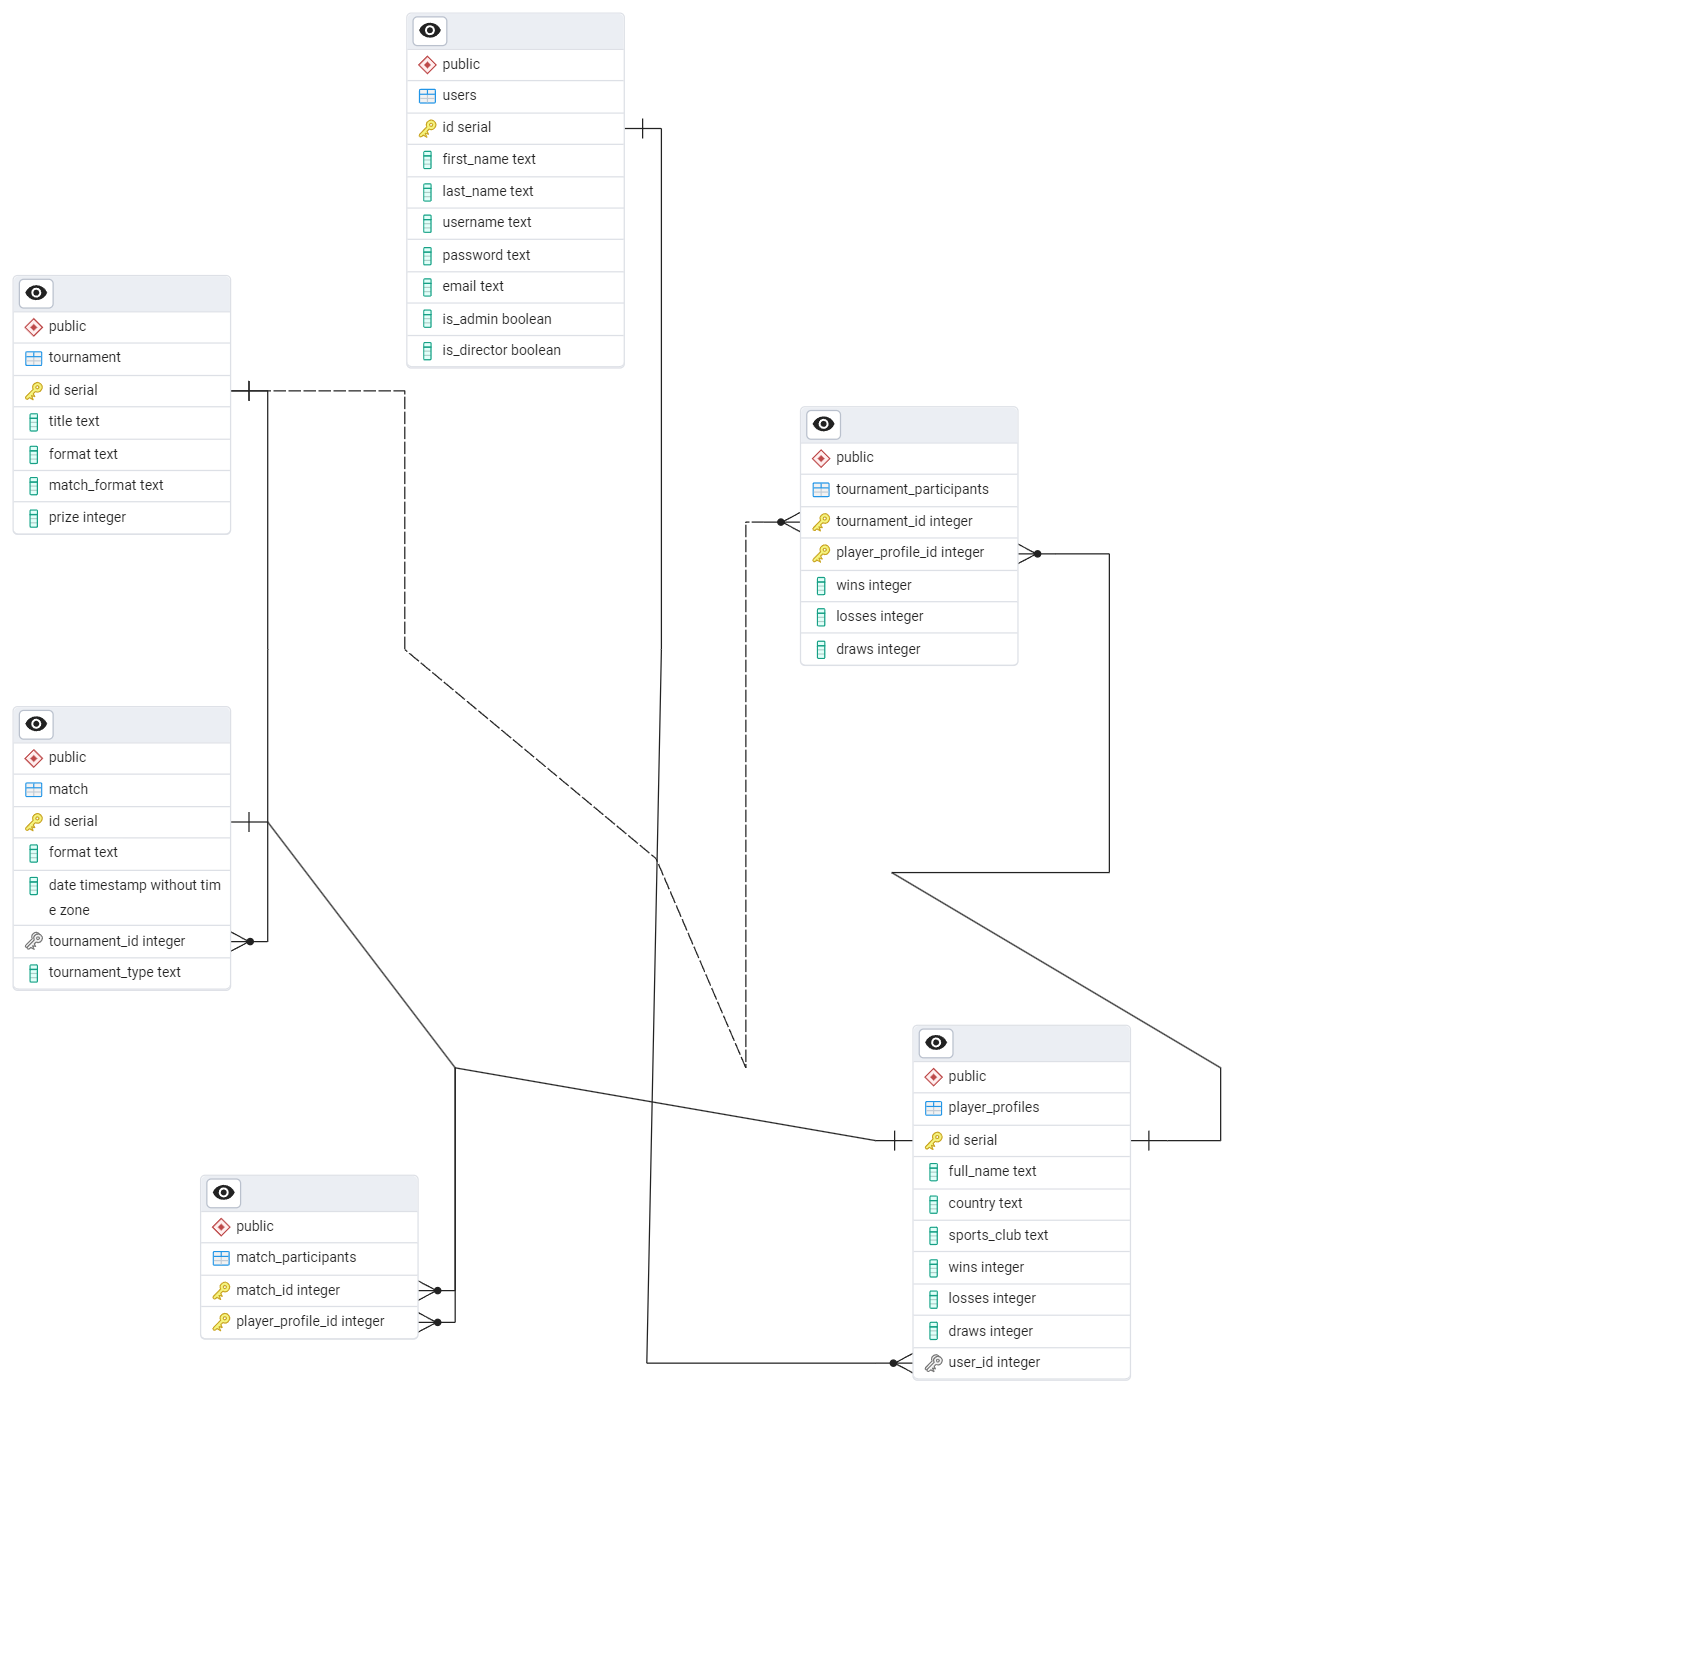 public
users
id serial
first_name text
last_name text
username text
password text
email text
is_admin boolean
is_director boolean
public
tournament
id serial
title text
format text
match_format text
prize integer
public
tournament_participants
tournament_id integer
player_profile_id integer
wins integer
losses integer
draws integer
public
match
id serial
format text
date timestamp without tim
e zone
tournament_id integer
tournament_type text
public
player_profiles
id serial
full_name text
country text
sports_club text
wins integer
losses integer
draws integer
user_id integer
public
match_participants
match_id integer
player_profile_id integer